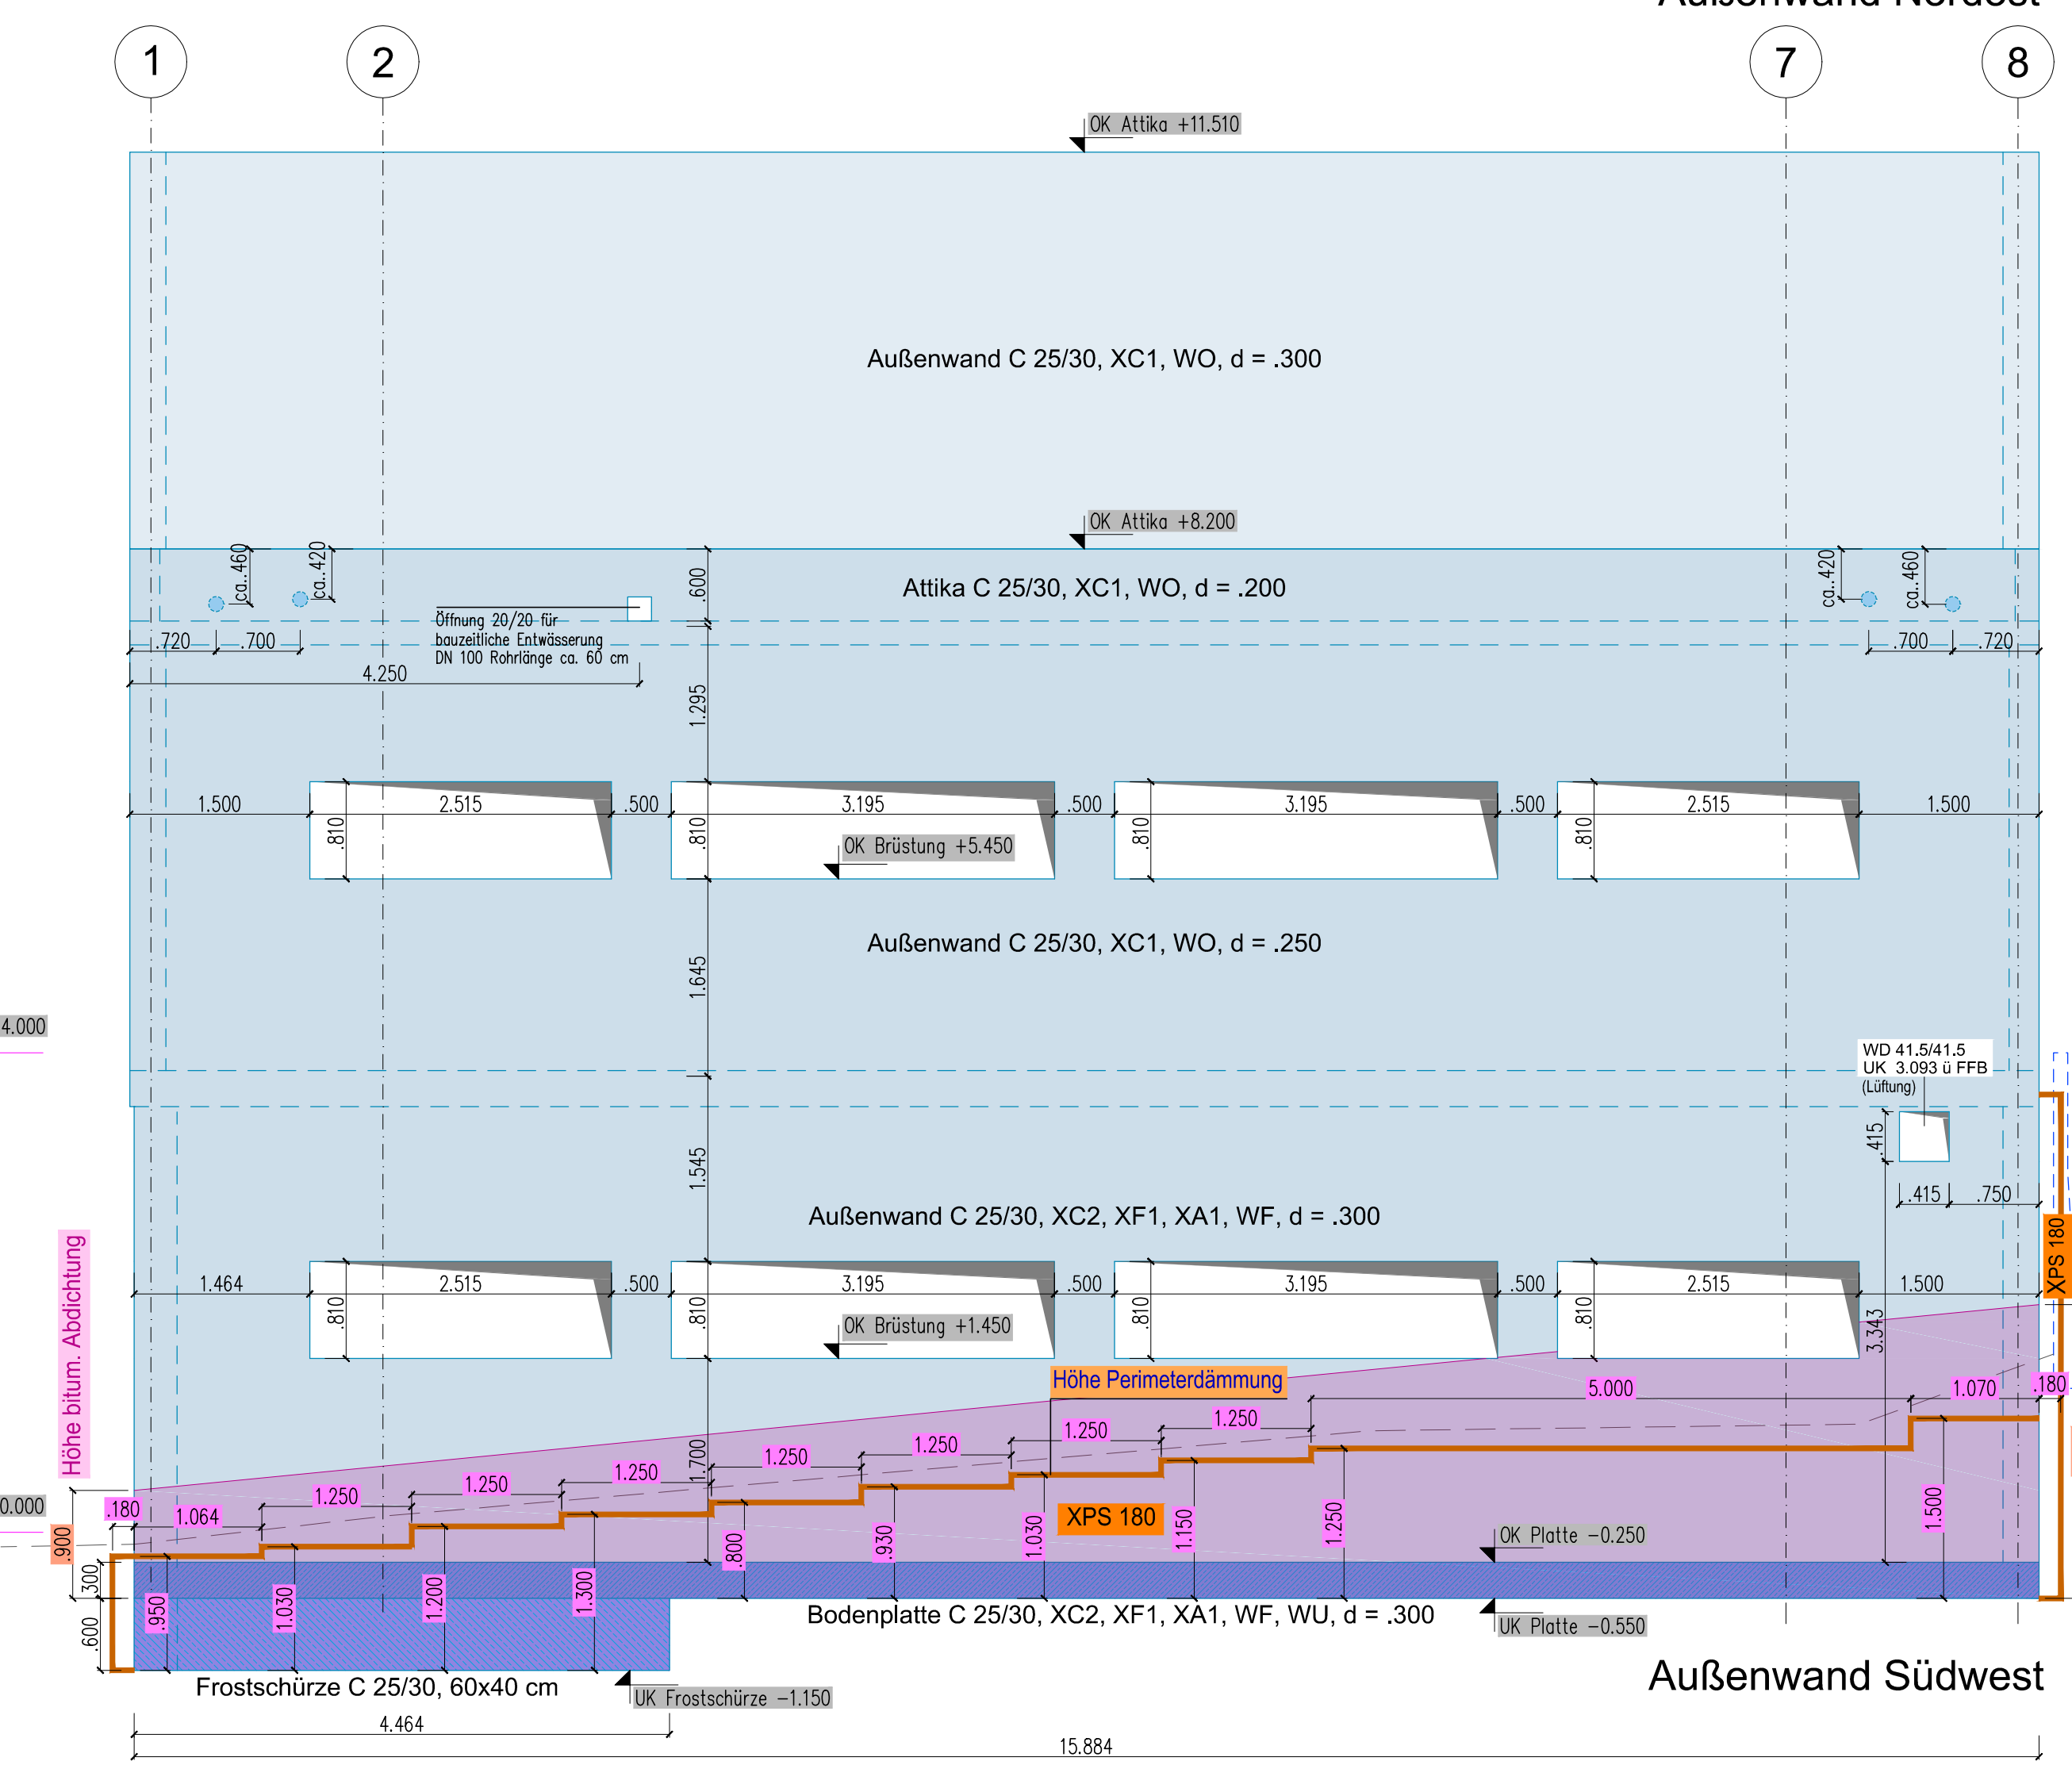 Außenwand Nordost
1
2
7
8
OK Attika +11.510
Außenwand C 25/30, XC1, WO, d = .300
OK Attika +8.200
ca..460
ca..420
.600
Attika C 25/30, XC1, WO, d = .200
ca..420
ca..460
Öffnung 20/20 für
bauzeitliche Entwässerung
DN 100 Rohrlänge ca. 60 cm
.720
.700
.700
.720
4.250
1.295
1.500
2.515
.500
3.195
.500
3.195
.500
2.515
1.500
.810
.810
.810
.810
OK Brüstung +5.450
Außenwand C 25/30, XC1, WO, d = .250
1.645
4.000
WD 41.5/41.5
UK 3.093 ü FFB
(Lüftung)
.415
1.545
.415
.750
Außenwand C 25/30, XC2, XF1, XA1, WF, d = .300
XPS 180
Höhe bitum. Abdichtung
1.464
2.515
.500
3.195
.500
3.195
.500
2.515
1.500
.810
.810
.810
.810
OK Brüstung +1.450
3.343
Höhe Perimeterdämmung
5.000
1.070
.180
1.700
1.250
1.250
1.250
1.250
1.250
1.250
1.250
0.000
.180
1.064
.900
XPS 180
OK Platte -0.250
.300
.950
1.030
1.200
1.300
.800
.930
1.030
1.150
1.250
1.500
.600
Bodenplatte C 25/30, XC2, XF1, XA1, WF, WU, d = .300
UK Platte -0.550
Frostschürze C 25/30, 60x40 cm
UK Frostschürze -1.150
Außenwand Südwest
4.464
15.884